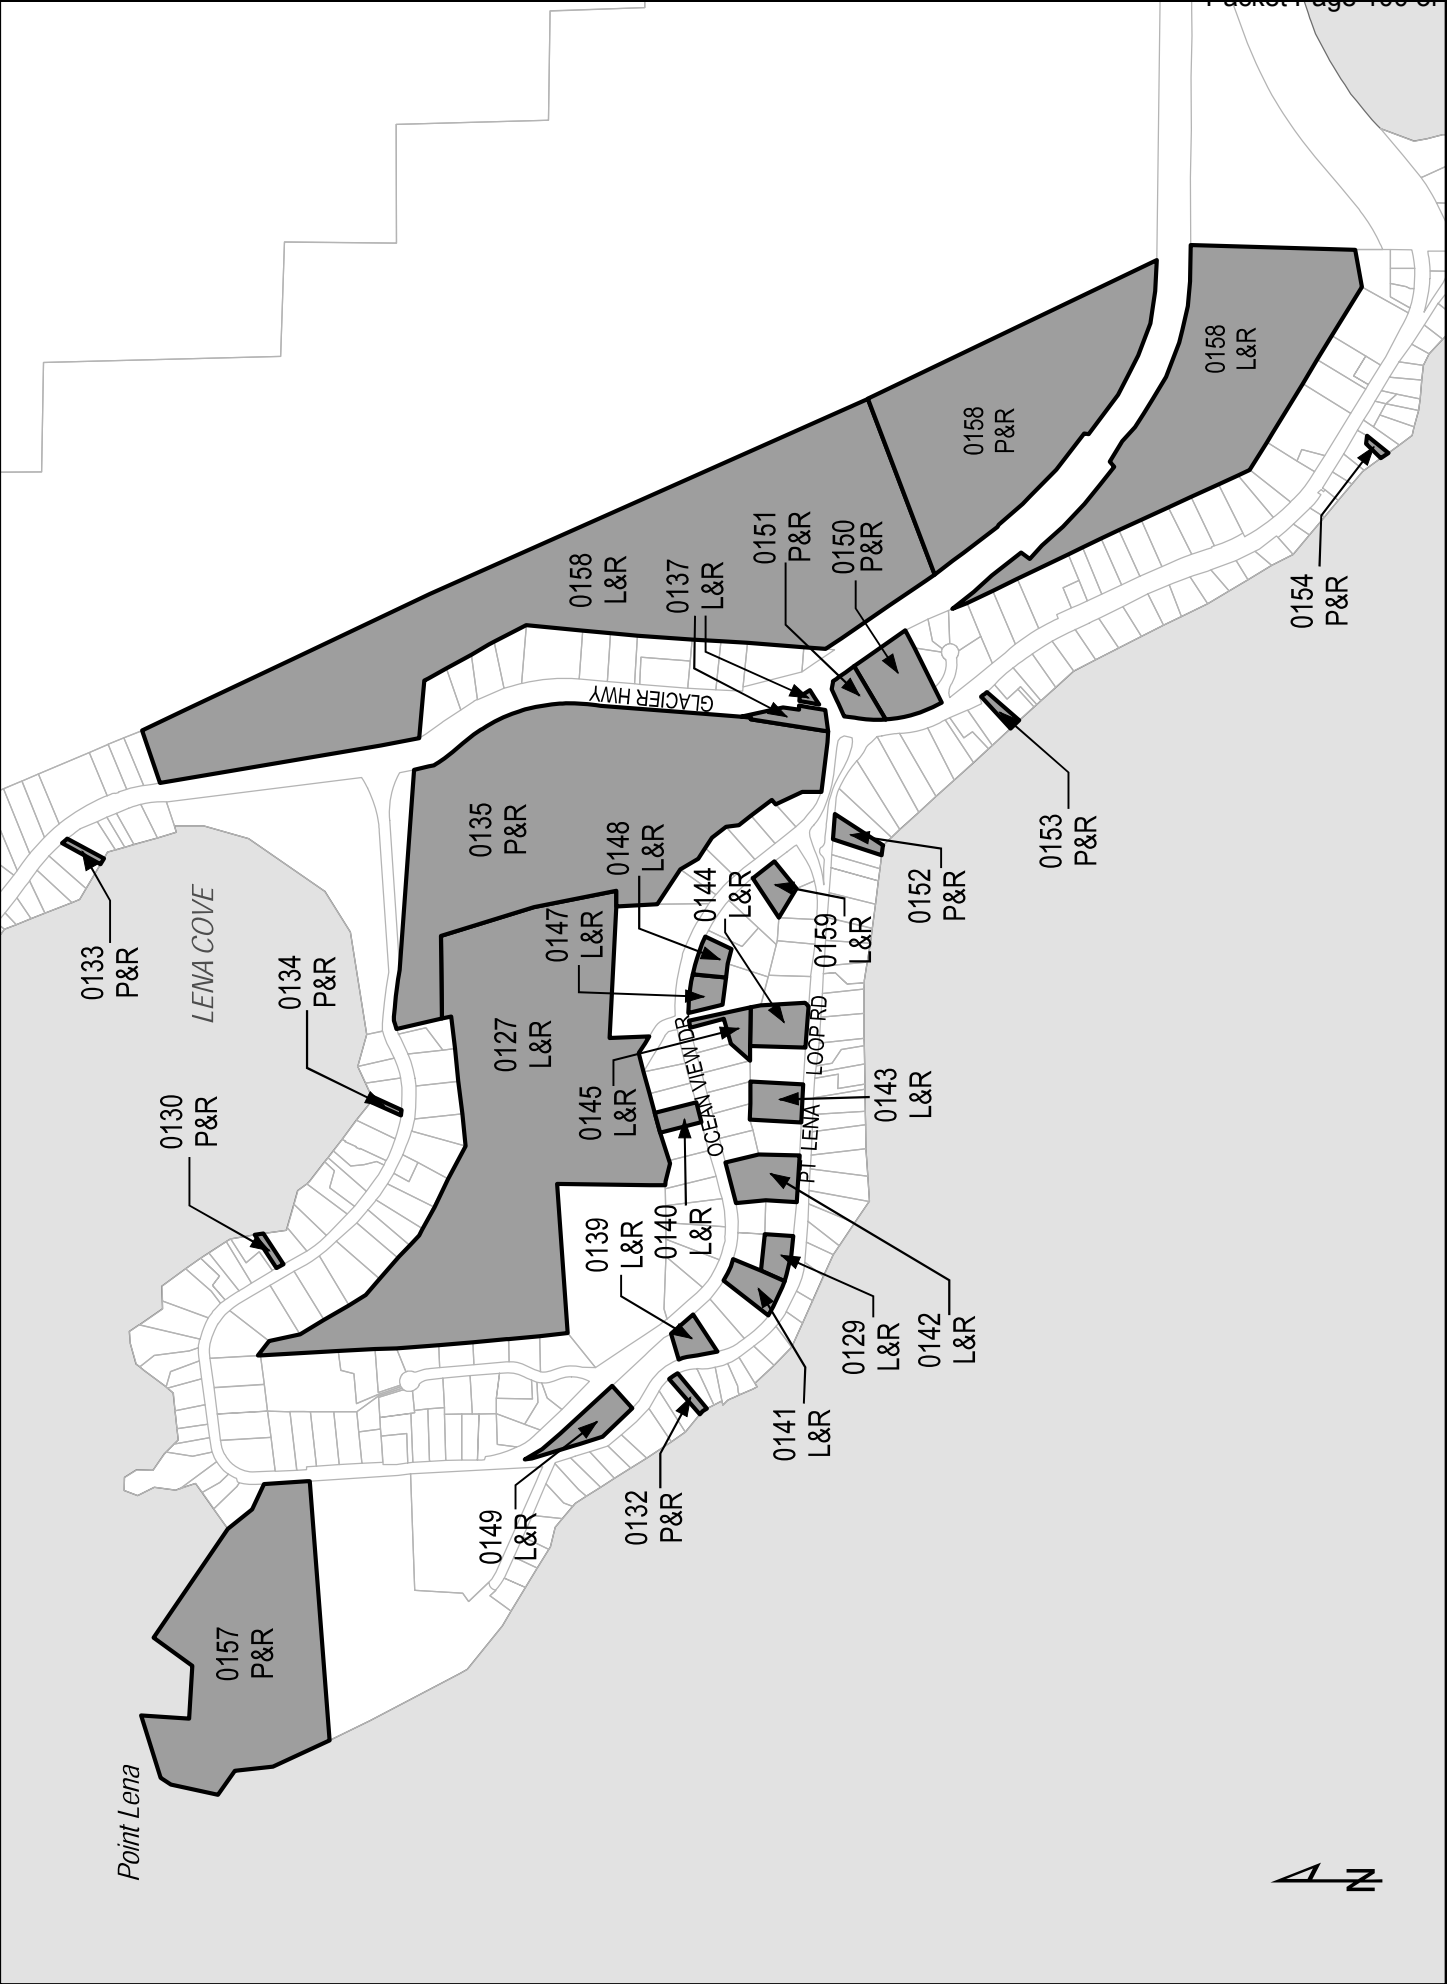 Point Lena
0157
P&R
LENA COVE
0133
P&R
0130
P&R
0134
P&R
0127
L&R
0135
P&R
0158
L&R
0158
P&R
0158
L&R
GLACIER HWY
0137
L&R
0151
P&R
0150
P&R
0148
L&R
0147
L&R
0144
L&R
0145
L&R
0140
L&R
0139
L&R
OCEAN VIEW DR
PT LENA LOOP RD
0159
L&R
0143
L&R
0142
L&R
0129
L&R
0141
L&R
0149
L&R
0132
P&R
0152
P&R
0153
P&R
0154
P&R
N